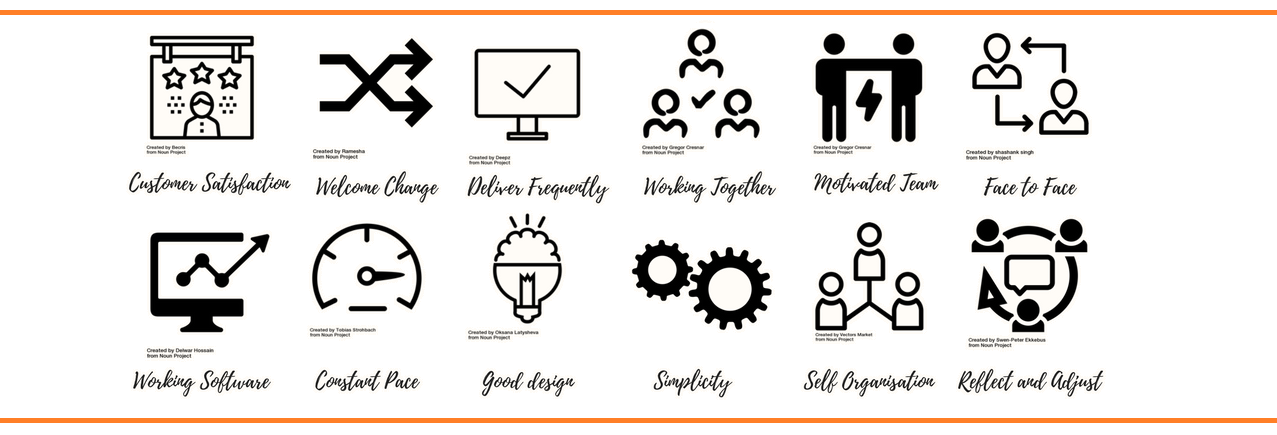 Created by Becris
from Noun Project
Created by Ramesha
from Noun Project
Created by Deepz
from Noun Project
Created by Gregor Cresnar
from Noun Project
Created by Gregor Cresnar
from Noun Project
Created by shashank singh
from Noun Project
Customer Satisfaction
Welcome Change
Deliver Frequently
Working Together
Motivated Team
Face to Face
Created by Delwar Hossain
from Noun Project
Created by Tobias Strohbach
from Noun Project
Created by Oksana Latysheva
from Noun Project
Created by Vectors Market
from Noun Project
Created by Swen-Peter Ekkebus
from Noun Project
Working Software
Constant Pace
Good design
Simplicity
Self Organisation
Reflect and Adjust